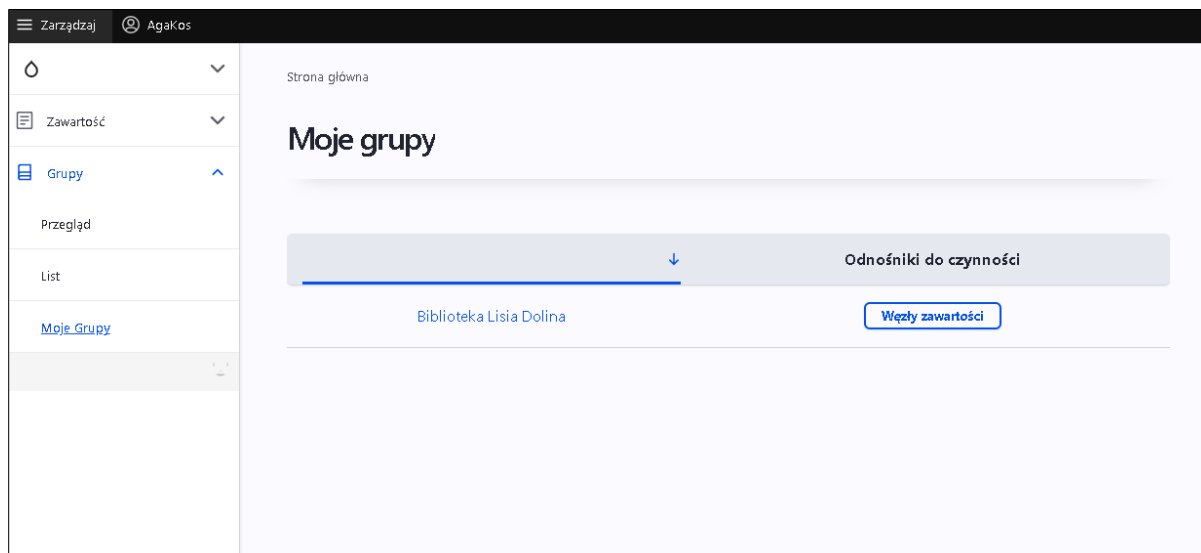 Zarządzaj AgaKos
Strona główna
Zawartość
Moje grupy
Grupy
Przegląd
List
Moje Grupy
Odnośniki do czynności
Biblioteka Lisia Dolina Węzły zawartości